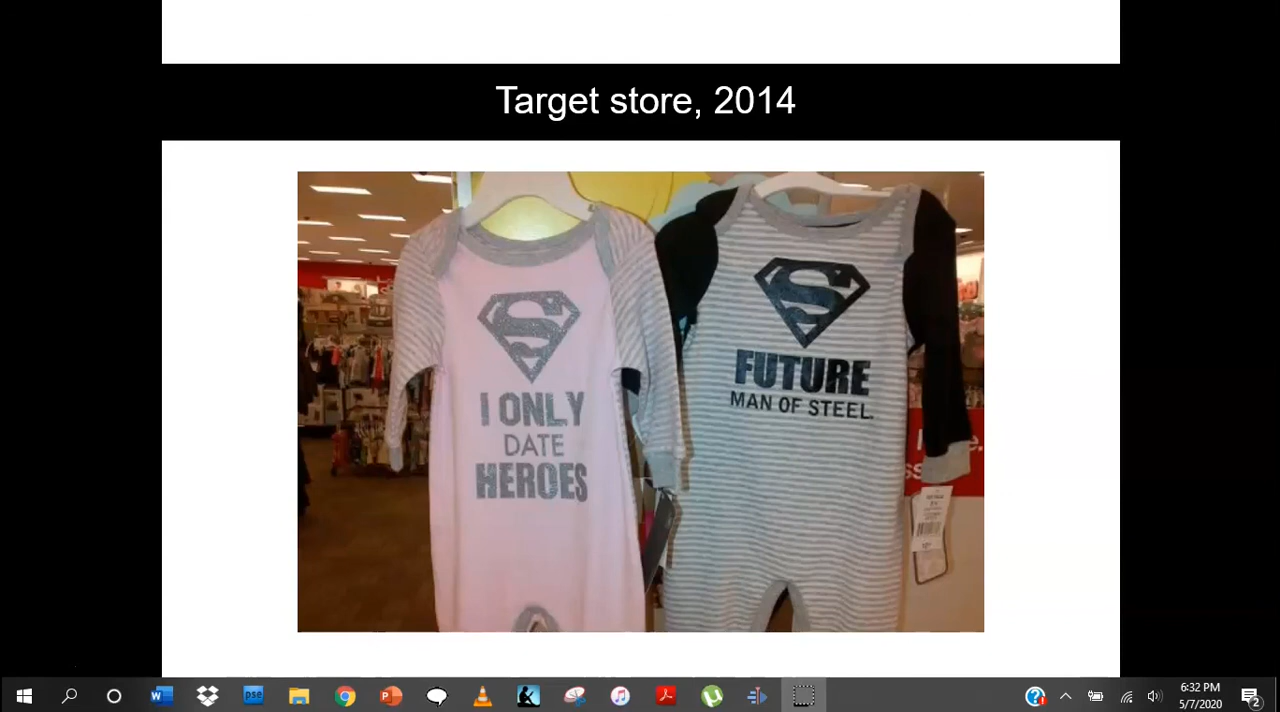 Target store, 2014
I ONLY
DATE
HEROES
FUTURE
MAN OF STEEL
6:32 PM
5/7/2020